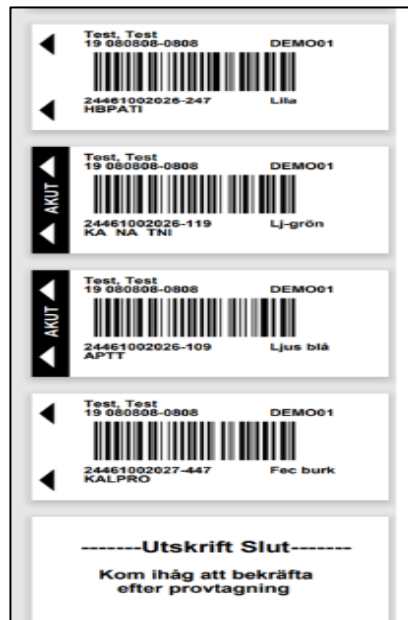 Test, Test
19 080808-0808 DEMO01
24461002026-247 Lila
HBPATI
AKUT
Test, Test
19 080808-0808 DEMO01
24461002026-119 Lj-grön
KA NA TNI
AKUT
Test, Test
19 080808-0808 DEMO01
24461002026-109 Ljus blå
APTT
Test, Test
19 080808-0808 DEMO01
24461002027-447 Fec burk
KALPRO
-------Utskrift Slut-------
Kom ihåg att bekräfta
efter provtagning